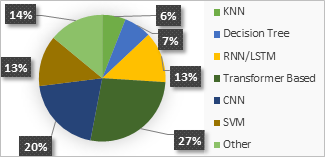 14%
6%
KNN
7%
Decision Tree
RNN/LSTM
13%
13%
Transformer Based
CNN
SVM
20%
27%
Other